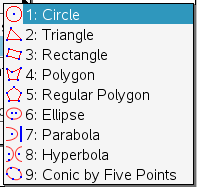 1: Circle
2: Triangle
3: Rectangle
4: Polygon
5: Regular Polygon
6: Ellipse
7: Parabola
8: Hyperbola
9: Conic by Five Points